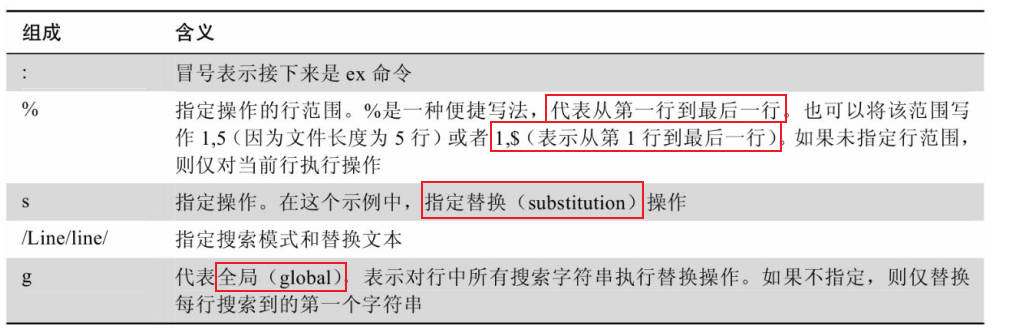 组成 含义
: 冒号表示接下来是 ex 命令
% 指定操作的行范围。%是一种便捷写法，代表从第一行到最后一行。也可以将该范围写
作 1,5（因为文件长度为 5 行）或者 1,$（表示从第 1 行到最后一行）。如果未指定行范围，
则仅对当前行执行操作
s 指定操作。在这个示例中，指定替换（substitution）操作
/Line/line/ 指定搜索模式和替换文本
g 代表全局（global）。表示对行中所有搜索字符串执行替换操作。如果不指定，则仅替换
每行搜索到的第一个字符串